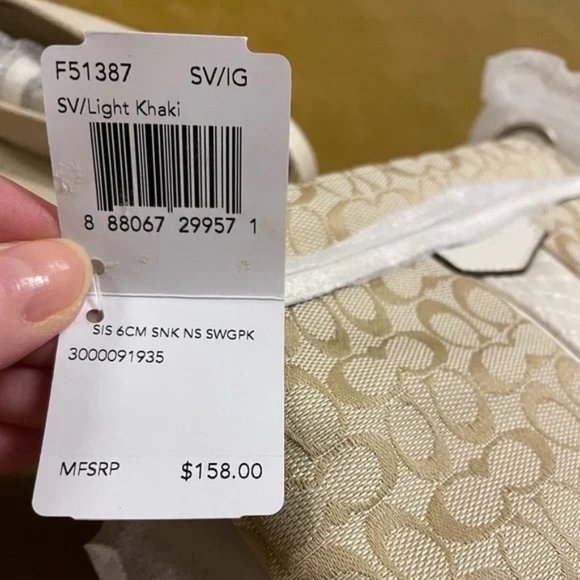 F51387 SV/IG
SV/Light Khaki
8 88067 29957 1
SIS 6CM SNK NS SWGPK
3000091935
MFSRP $158.00